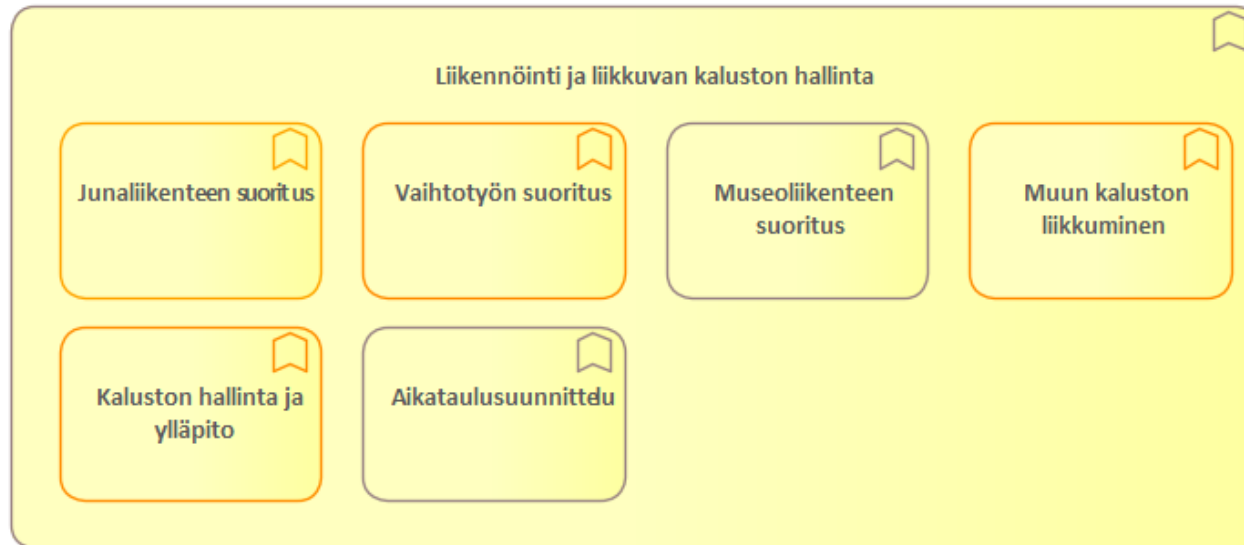 Liikennöinti ja liikkuvan kaluston hallinta
Junaliikenteen suoritus
Vaihtotyön suoritus
Museoliikenteen
suoritus
Muun kaluston
liikkuminen
Kaluston hallinta ja
ylläpito
Aikataulusuunnittelu